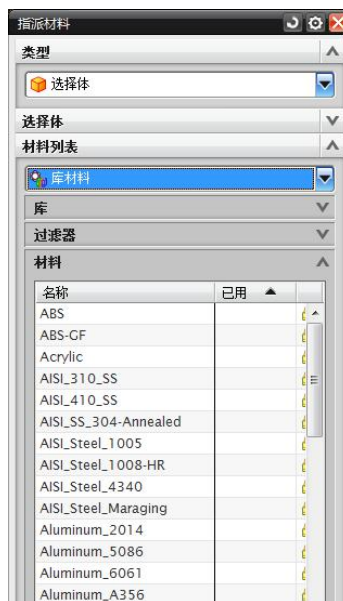 指派材料
类型
选择体
选择体
材料列表
库材料
库
过滤器
材料
名称 已用
ABS
ABS-GF
Acrylic
AISI_310_SS
AISI_410_SS
AISI_SS_304-Annealed
AISI_Steel_1005
AISI_Steel_1008-HR
AISI_Steel_4340
AISI_Steel_Maraging
Aluminum_2014
Aluminum_5086
Aluminum_6061
Aluminum_A356